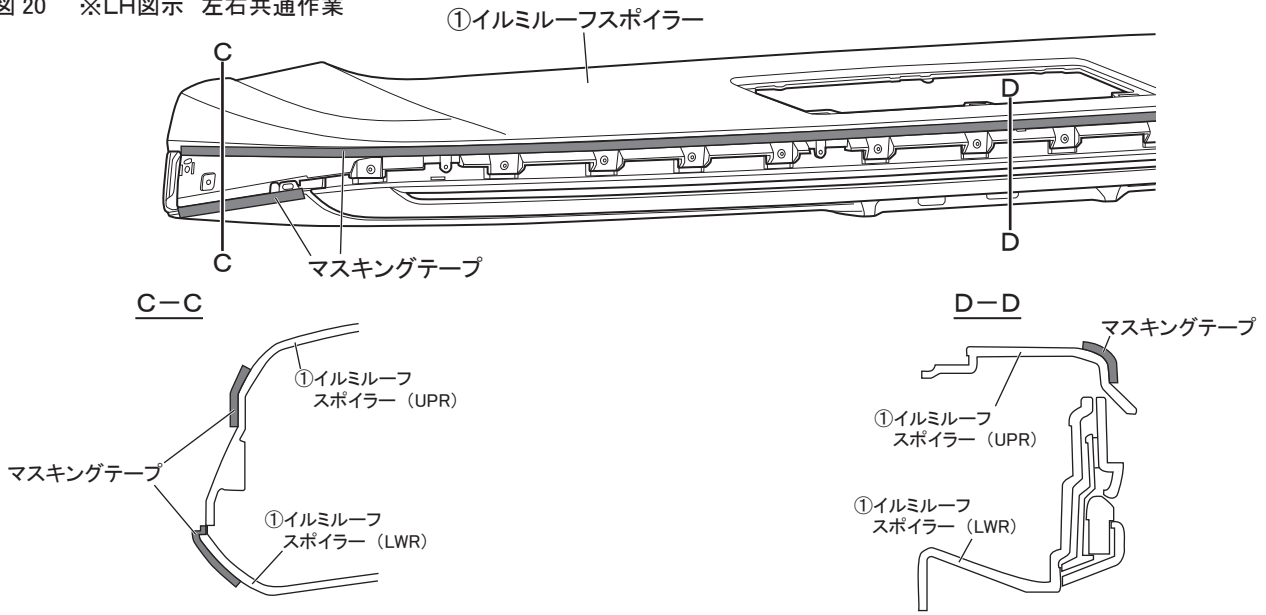 図 20 ※LH図示 左右共通作業
①イルミルーフスポイラー
C
D
C
D
マスキングテープ
C－C
D－D
マスキングテープ
①イルミルーフ
スポイラー（UPR）
①イルミルーフ
スポイラー（UPR）
マスキングテープ
①イルミルーフ
スポイラー（LWR）
①イルミルーフ
スポイラー（LWR）